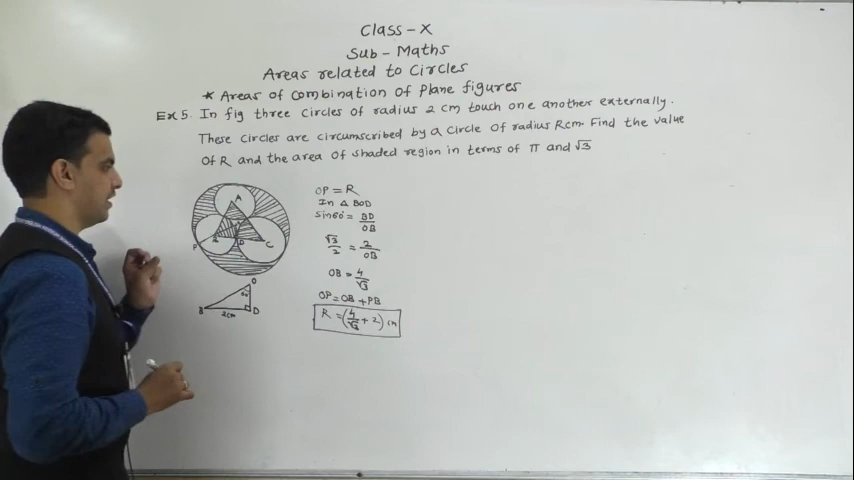 Class - X
Sub - Maths
Areas related to Circles
* Areas of Combination of Plane figures
Ex 5. In fig three Circles of radius 2 cm touch one another externally.
These Circles are circumscribed by a Circle of radius R cm. Find the value
Of R and the area of shaded region in terms of π and √3
A
B
D
C
P
OP = R
In △ BOD
Sin 60° = BD/OB
√3/2 = 2/OB
OB = 4/√3
OP = OB + PB
R = (4/√3 + 2) cm
O
60°
B
2cm
D